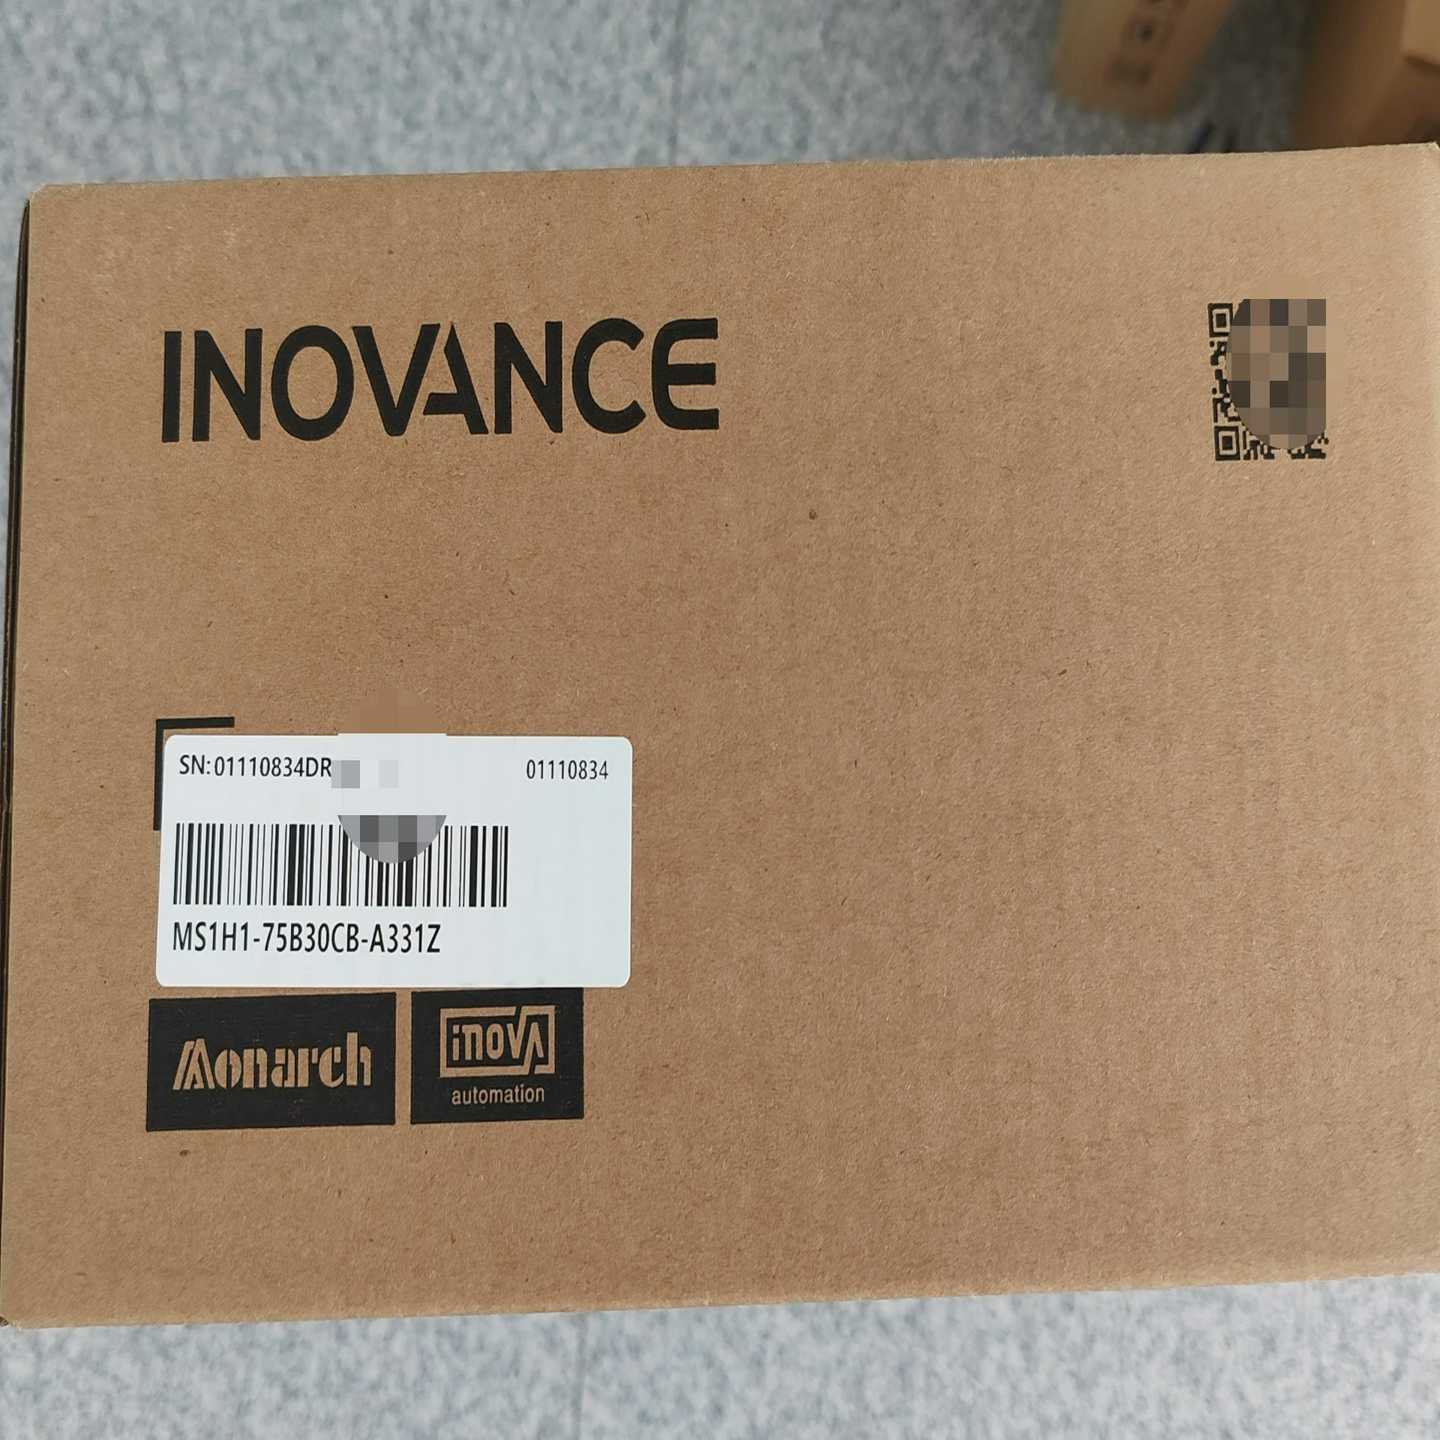 INOVANCE
SN:01110834DR
01110834
MS1H1-75B30CB-A331Z
Monarch
inovA
automation